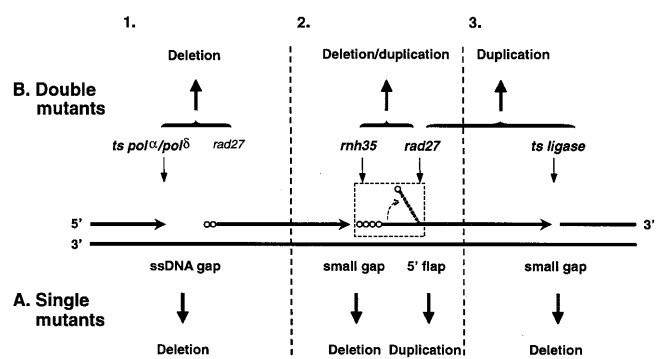 1. 2. 3.
Deletion Deletion/duplication Duplication
B. Double
mutants
ts polα/polδ rad27 rnh35 rad27 ts ligase
5' 3'
3'
ssDNA gap small gap 5' flap small gap
A. Single
mutants
Deletion Deletion Duplication Deletion